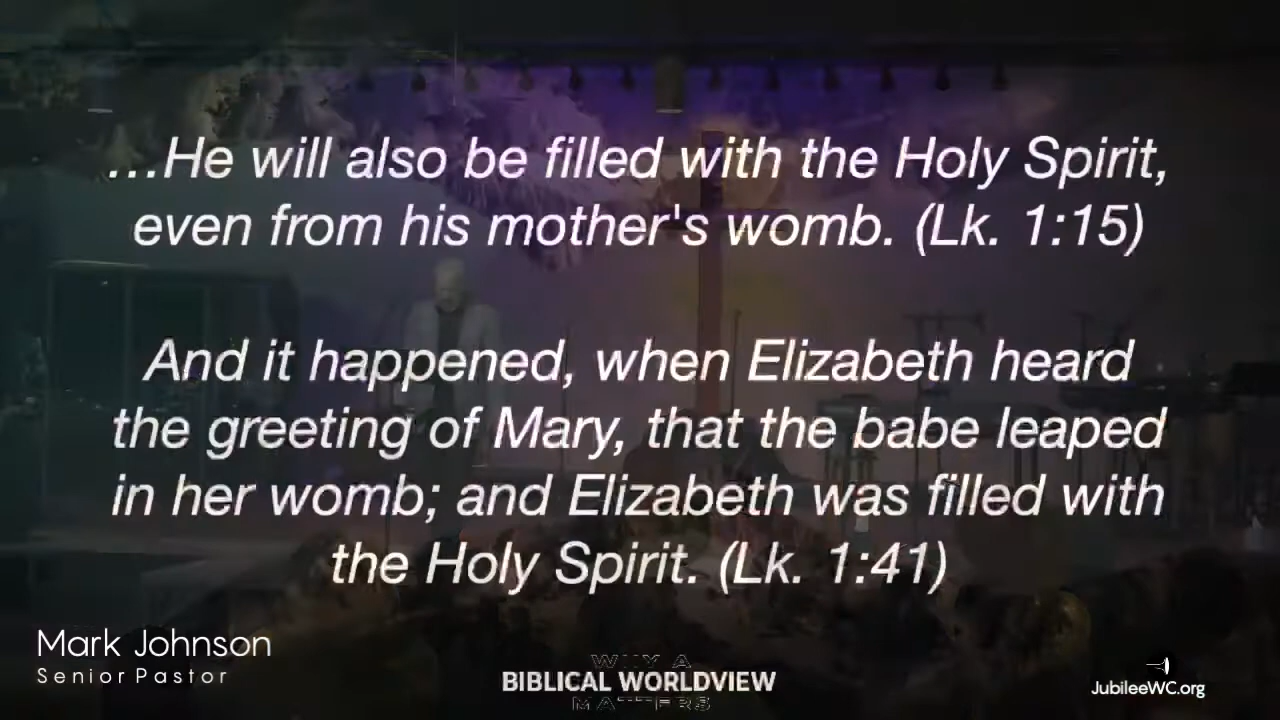 …He will also be filled with the Holy Spirit,
even from his mother's womb. (Lk. 1:15)
And it happened, when Elizabeth heard
the greeting of Mary, that the babe leaped
in her womb; and Elizabeth was filled with
the Holy Spirit. (Lk. 1:41)
Mark Johnson
Senior Pastor
WHY A
BIBLICAL WORLDVIEW
MATTERS
JubileeWC.org